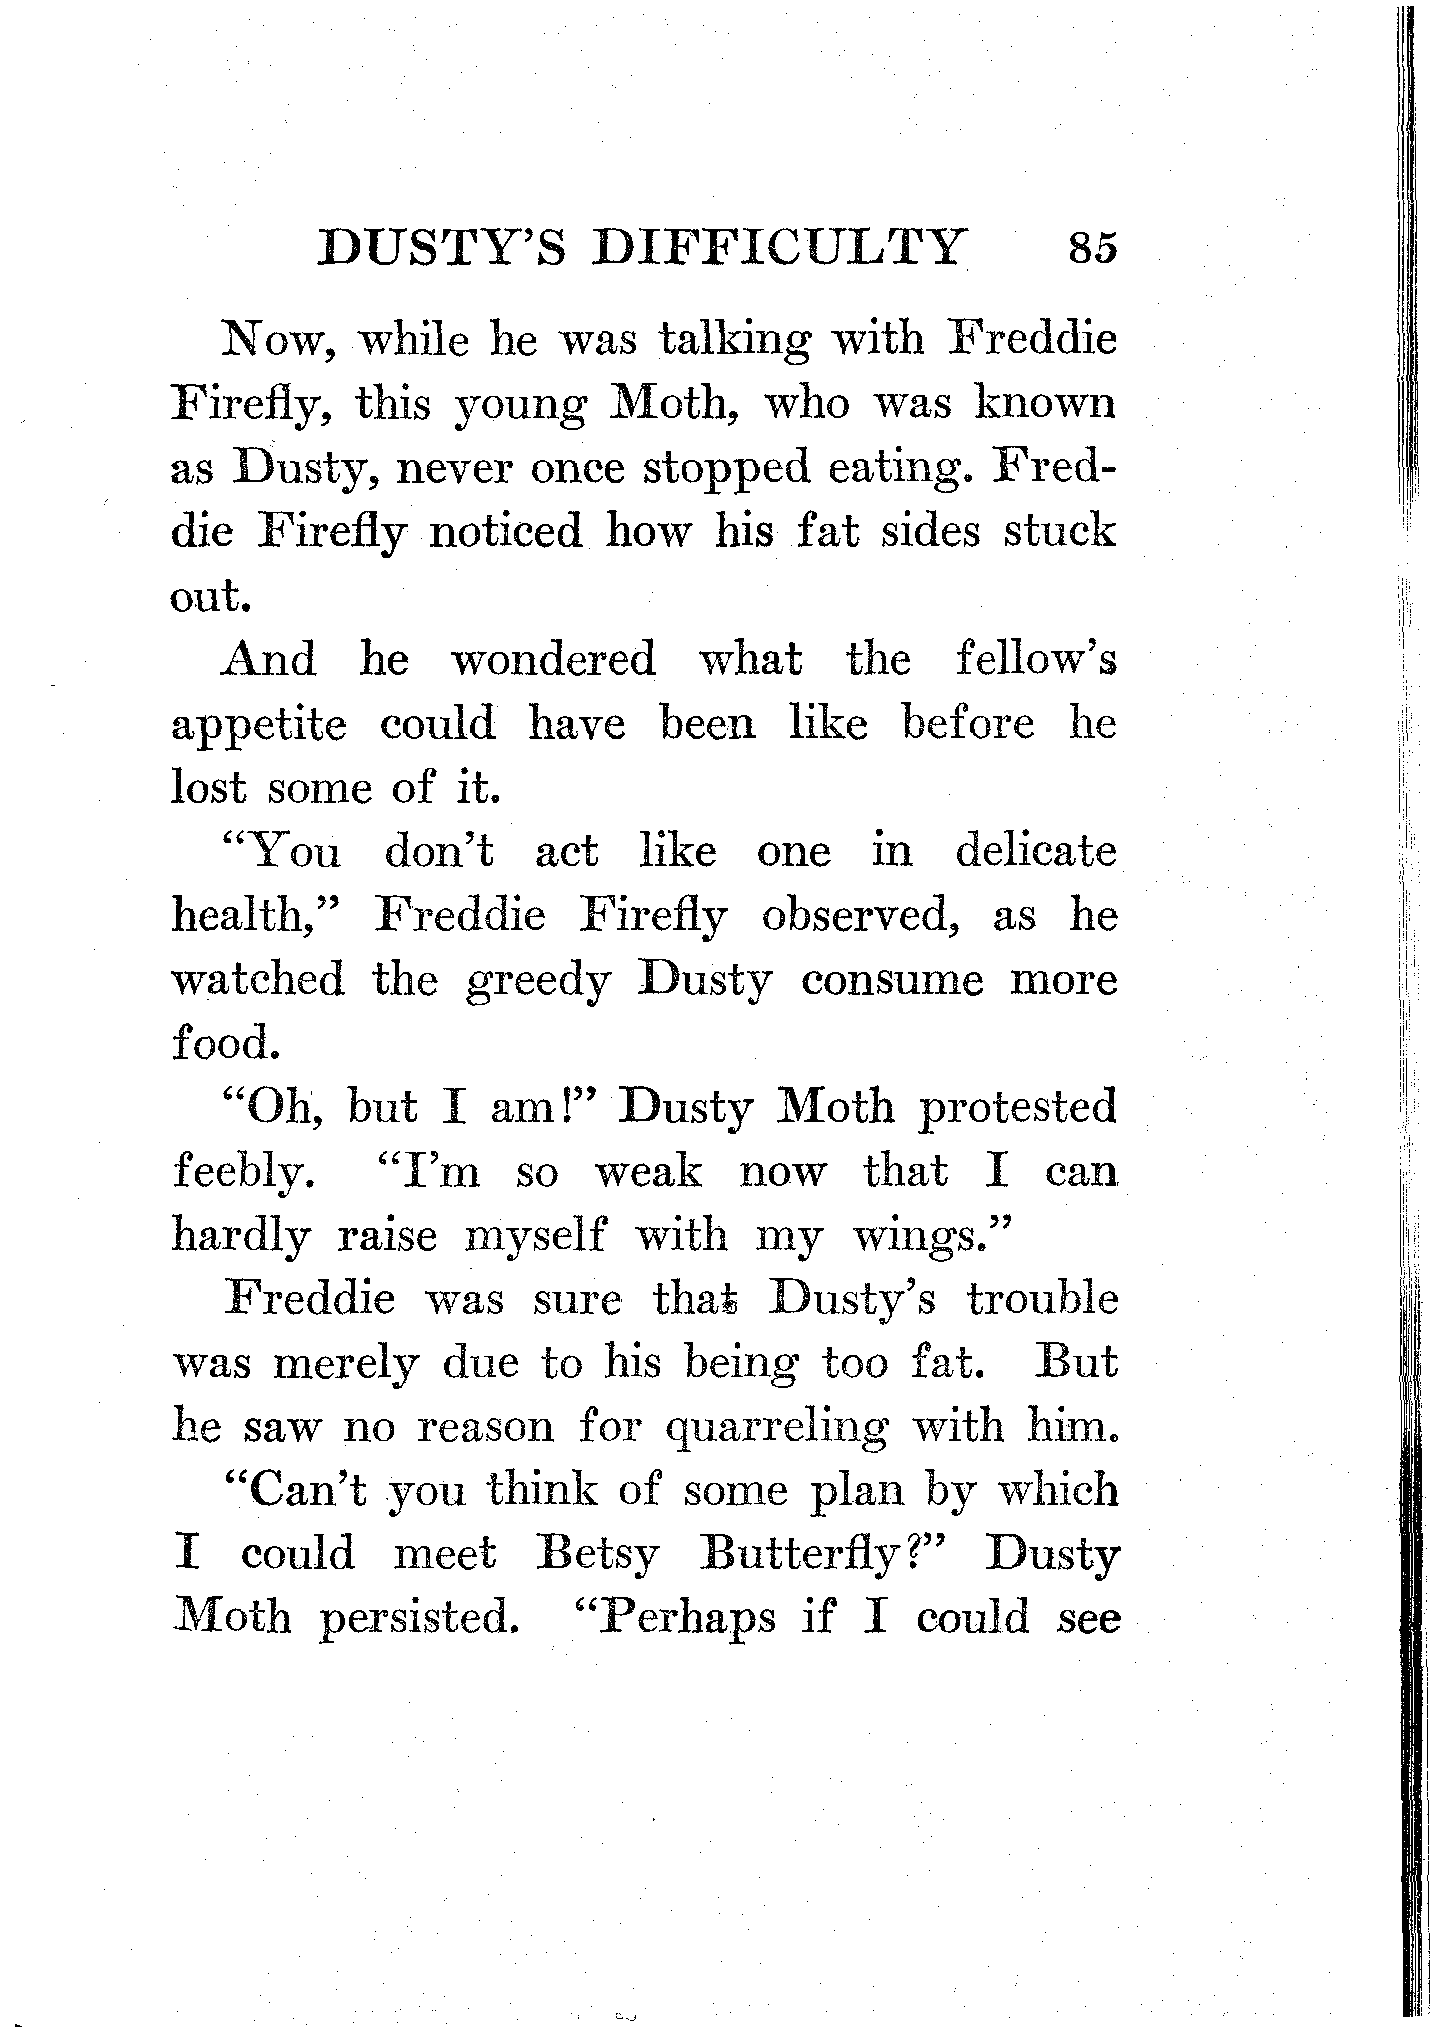 DUSTY'S DIFFICULTY 85
Now, while he was talking with Freddie
Firefly, this young Moth, who was known
as Dusty, never once stopped eating. Fred-
die Firefly noticed how his fat sides stuck
out.
And he wondered what the fellow's
appetite could have been like before he
lost some of it.
"You don't act like one in delicate
health," Freddie Firefly observed, as he
watched the greedy Dusty consume more
food.
"Oh, but I am!" Dusty Moth protested
feebly. "I'm so weak now that I can
hardly raise myself with my wings."
Freddie was sure that Dusty's trouble
was merely due to his being too fat. But
he saw no reason for quarreling with him.
"Can't you think of some plan by which
I could meet Betsy Butterfly?" Dusty
Moth persisted. "Perhaps if I could see